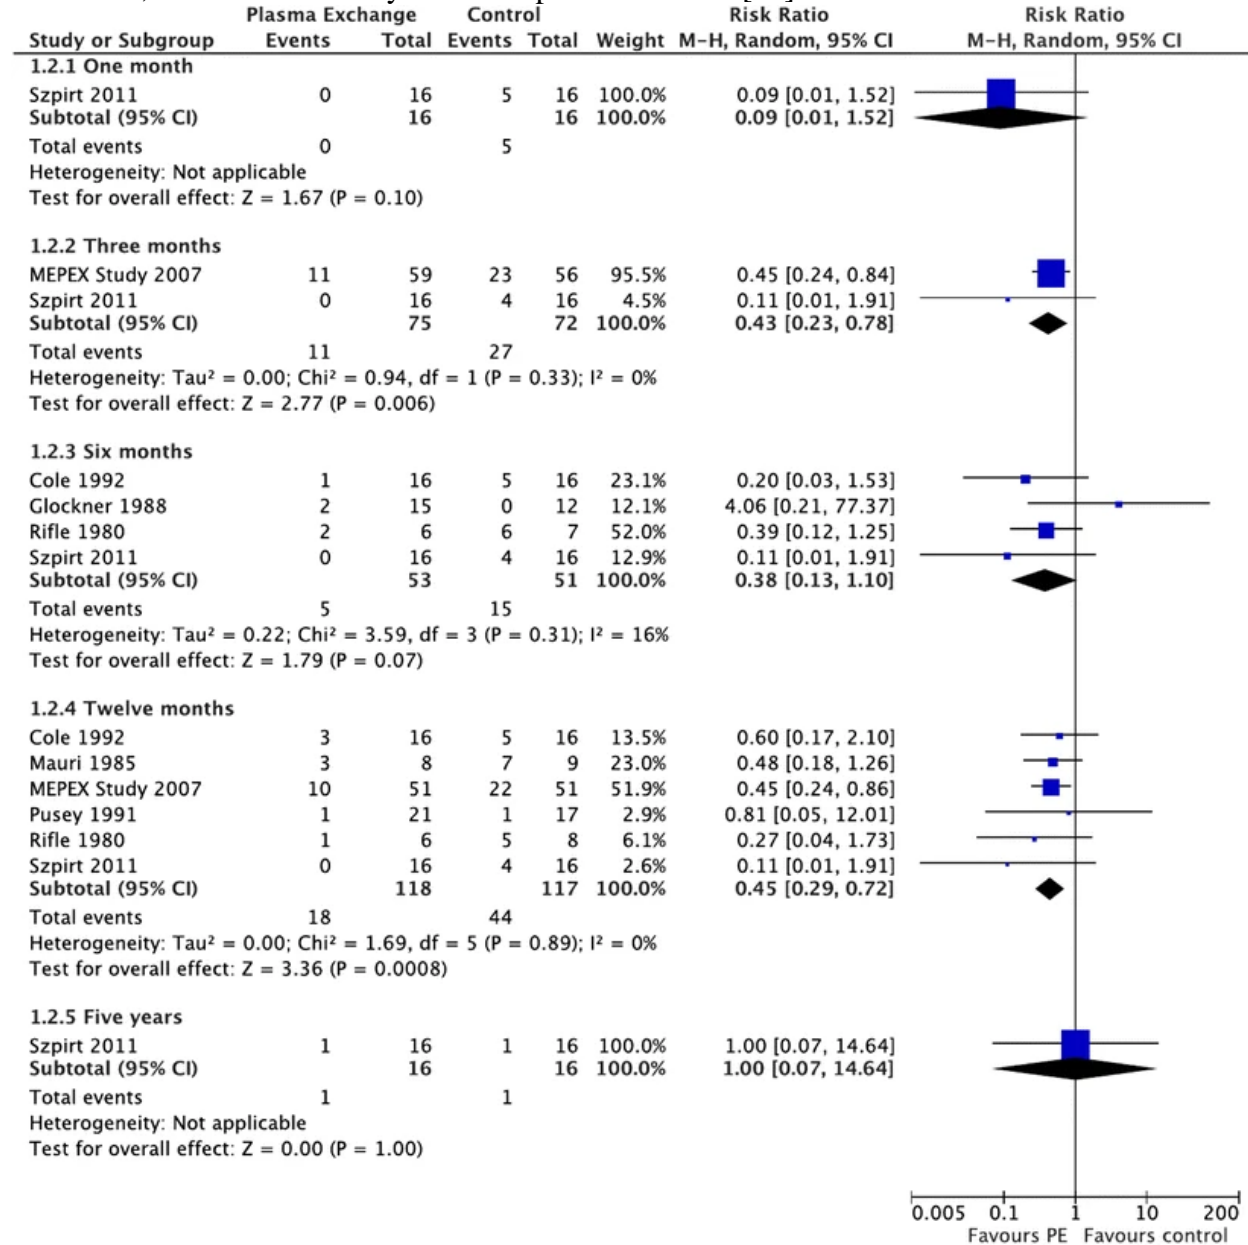 Plasma Exchange Control Risk Ratio Risk Ratio
Study or Subgroup Events Total Events Total Weight M-H, Random, 95% CI M-H, Random, 95% CI
1.2.1 One month
Szpirt 2011 0 16 5 16 100.0% 0.09 [0.01, 1.52]
Subtotal (95% CI) 16 16 100.0% 0.09 [0.01, 1.52]
Total events 0 5
Heterogeneity: Not applicable
Test for overall effect: Z = 1.67 (P = 0.10)
1.2.2 Three months
MEPEX Study 2007 11 59 23 56 95.5% 0.45 [0.24, 0.84]
Szpirt 2011 0 16 4 16 4.5% 0.11 [0.01, 1.91]
Subtotal (95% CI) 75 72 100.0% 0.43 [0.23, 0.78]
Total events 11 27
Heterogeneity: Tau² = 0.00; Chi² = 0.94, df = 1 (P = 0.33); I² = 0%
Test for overall effect: Z = 2.77 (P = 0.006)
1.2.3 Six months
Cole 1992 1 16 5 16 23.1% 0.20 [0.03, 1.53]
Glockner 1988 2 15 0 12 12.1% 4.06 [0.21, 77.37]
Rifle 1980 2 6 6 7 52.0% 0.39 [0.12, 1.25]
Szpirt 2011 0 16 4 16 12.9% 0.11 [0.01, 1.91]
Subtotal (95% CI) 53 51 100.0% 0.38 [0.13, 1.10]
Total events 5 15
Heterogeneity: Tau² = 0.22; Chi² = 3.59, df = 3 (P = 0.31); I² = 16%
Test for overall effect: Z = 1.79 (P = 0.07)
1.2.4 Twelve months
Cole 1992 3 16 5 16 13.5% 0.60 [0.17, 2.10]
Mauri 1985 3 8 7 9 23.0% 0.48 [0.18, 1.26]
MEPEX Study 2007 10 51 22 51 51.9% 0.45 [0.24, 0.86]
Pusey 1991 1 21 1 17 2.9% 0.81 [0.05, 12.01]
Rifle 1980 1 6 5 8 6.1% 0.27 [0.04, 1.73]
Szpirt 2011 0 16 4 16 2.6% 0.11 [0.01, 1.91]
Subtotal (95% CI) 118 117 100.0% 0.45 [0.29, 0.72]
Total events 18 44
Heterogeneity: Tau² = 0.00; Chi² = 1.69, df = 5 (P = 0.89); I² = 0%
Test for overall effect: Z = 3.36 (P = 0.0008)
1.2.5 Five years
Szpirt 2011 1 16 1 16 100.0% 1.00 [0.07, 14.64]
Subtotal (95% CI) 16 16 100.0% 1.00 [0.07, 14.64]
Total events 1 1
Heterogeneity: Not applicable
Test for overall effect: Z = 0.00 (P = 1.00)
0.005 0.1 1 10 200
Favours PE Favours control